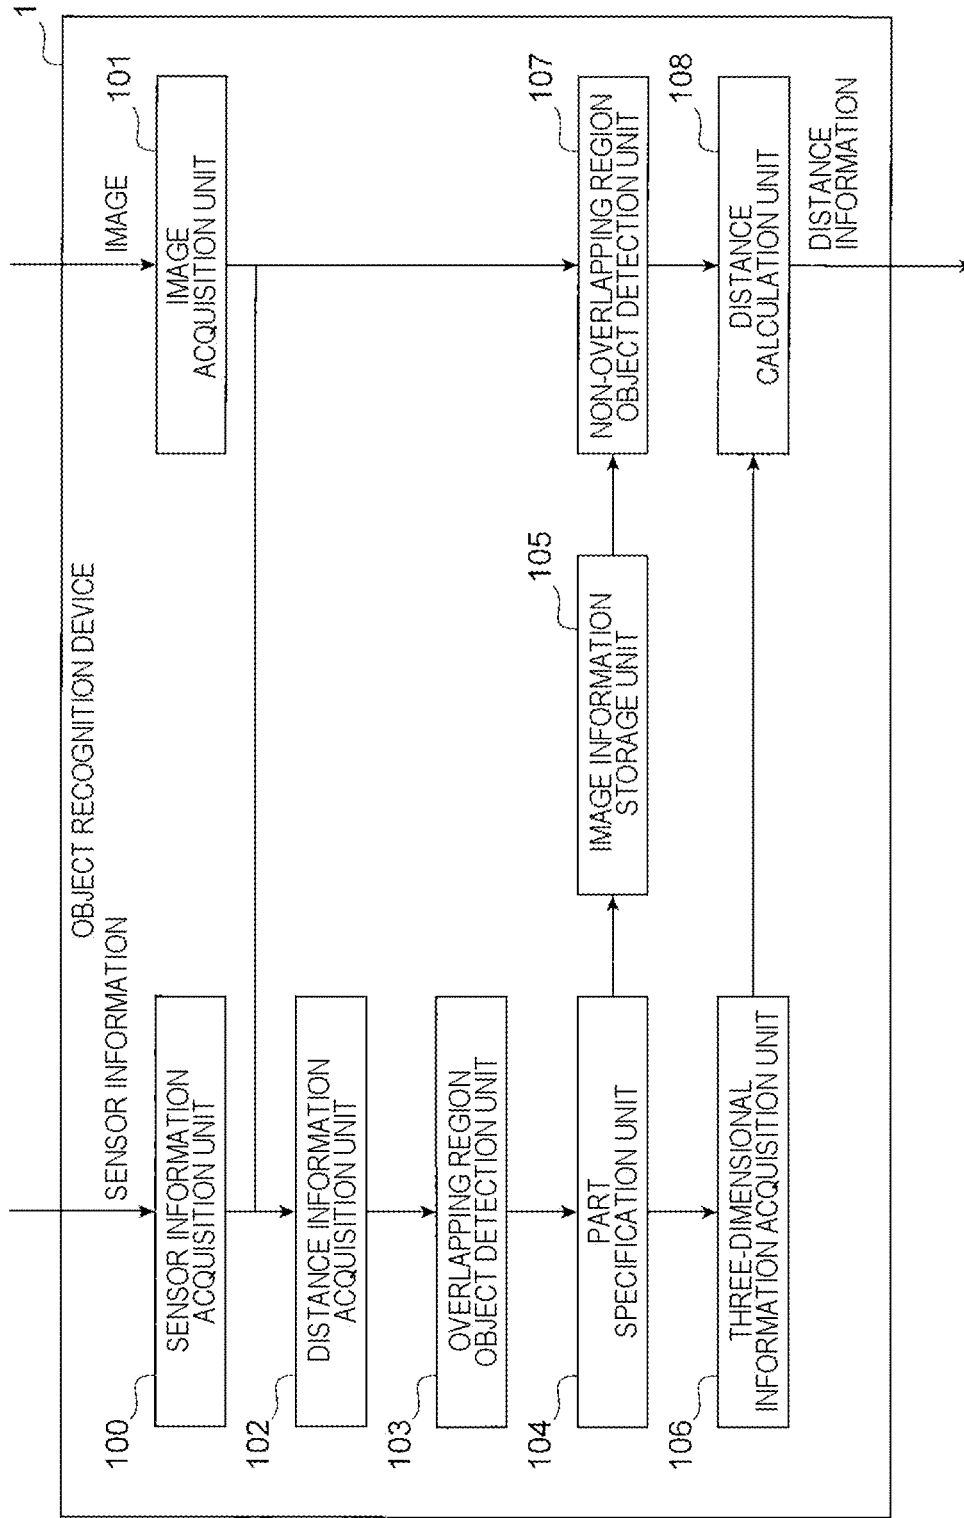 1
OBJECT RECOGNITION DEVICE
SENSOR INFORMATION
IMAGE
100
SENSOR INFORMATION
ACQUISITION UNIT
101
IMAGE
ACQUISITION UNIT
102
DISTANCE INFORMATION
ACQUISITION UNIT
103
OVERLAPPING REGION
OBJECT DETECTION UNIT
104
PART
SPECIFICATION UNIT
105
IMAGE INFORMATION
STORAGE UNIT
107
NON-OVERLAPPING REGION
OBJECT DETECTION UNIT
106
THREE-DIMENSIONAL
INFORMATION ACQUISITION UNIT
108
DISTANCE
CALCULATION UNIT
DISTANCE
INFORMATION